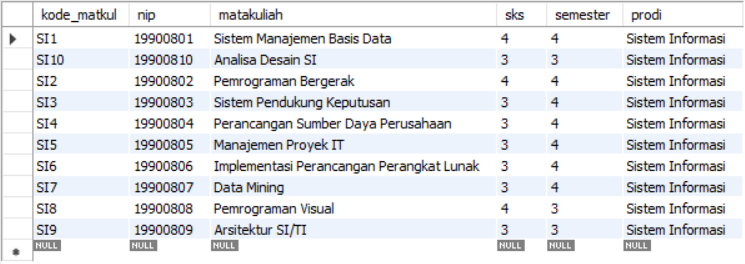 kode_matkul nip matakuliah sks semester prodi
SI1 19900801 Sistem Manajemen Basis Data 4 4 Sistem Informasi
SI10 19900810 Analisa Desain SI 3 3 Sistem Informasi
SI2 19900802 Pemrograman Bergerak 4 4 Sistem Informasi
SI3 19900803 Sistem Pendukung Keputusan 3 4 Sistem Informasi
SI4 19900804 Perancangan Sumber Daya Perusahaan 3 4 Sistem Informasi
SI5 19900805 Manajemen Proyek IT 3 4 Sistem Informasi
SI6 19900806 Implementasi Perancangan Perangkat Lunak 3 4 Sistem Informasi
SI7 19900807 Data Mining 3 4 Sistem Informasi
SI8 19900808 Pemrograman Visual 4 3 Sistem Informasi
SI9 19900809 Arsitektur SI/TI 3 3 Sistem Informasi
NULL NULL NULL NULL NULL NULL